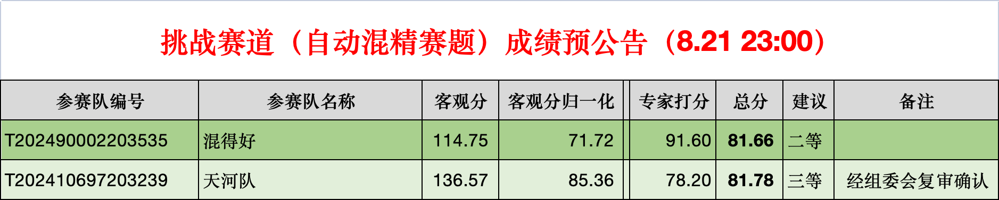 挑战赛道（自动混精赛题）成绩预公告（8.21 23:00）
参赛队编号 参赛队名称 客观分 客观分归一化 专家打分 总分 建议 备注
T202490002203535 混得好 114.75 71.72 91.60 81.66 二等
T202410697203239 天河队 136.57 85.36 78.20 81.78 三等 经组委会复审确认